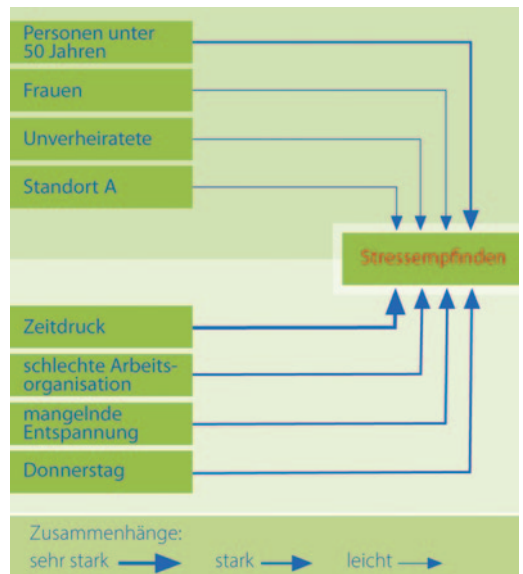 Personen unter
50 Jahren
Frauen
Unverheiratete
Standort A
Stressempfinden
Zeitdruck
schlechte Arbeits-
organisation
mangelnde
Entspannung
Donnerstag
Zusammenhänge:
sehr stark
stark
leicht